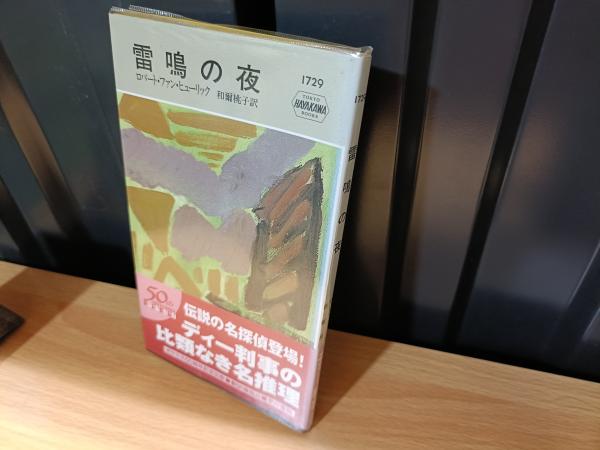 雷鳴の夜
ロバート・ファン・ヒューリック
和爾桃子訳
1729
TOKYO
HAYAKAWA
BOOKS
50th
伝説の名探偵登場!
ディー判事の
比類なき名推理
雷鳴の夜